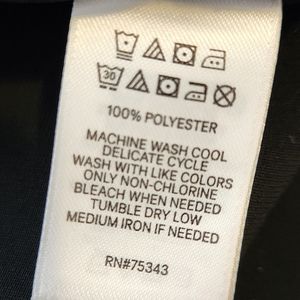 30
100% POLYESTER
MACHINE WASH COOL
DELICATE CYCLE
WASH WITH LIKE COLORS
ONLY NON-CHLORINE
BLEACH WHEN NEEDED
TUMBLE DRY LOW
MEDIUM IRON IF NEEDED
RN#75343